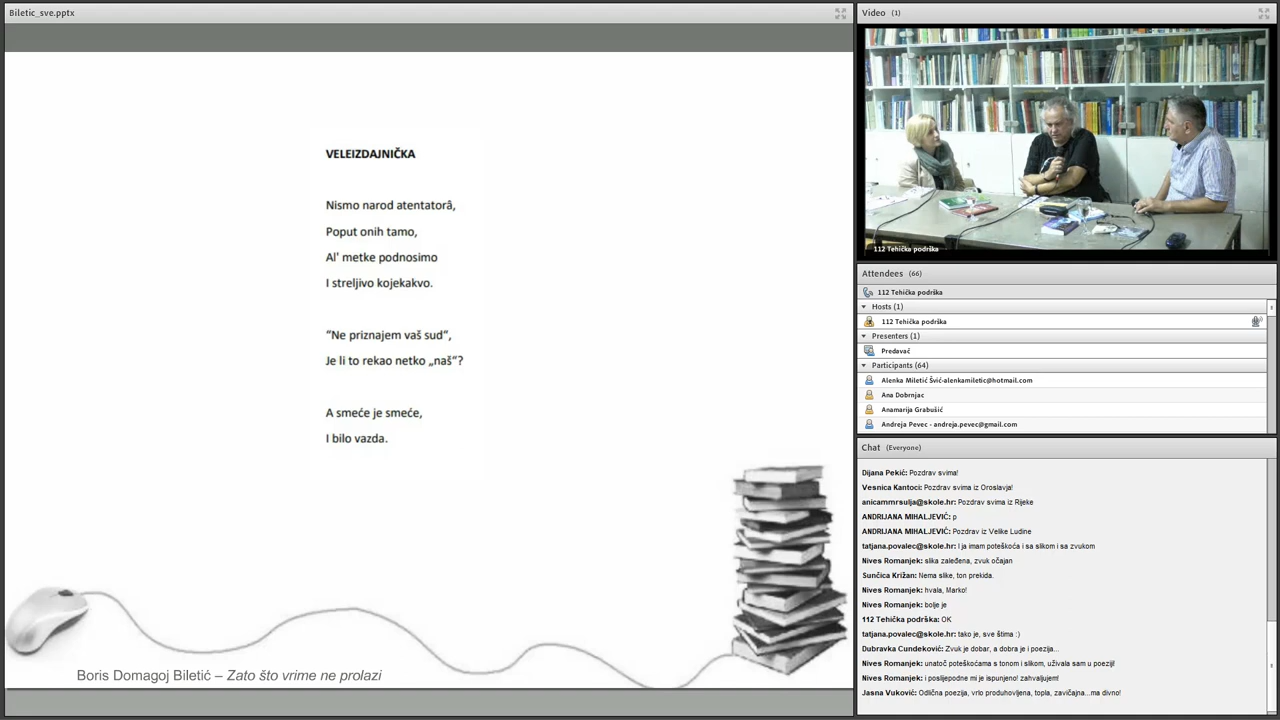 Biletic_sve.pptx
VELEIZDAJNIČKA
Nismo narod atentatorâ,
Poput onih tamo,
Al' metke podnosimo
I streljivo kojekakvo.
“Ne priznajem vaš sud“,
Je li to rekao netko „naš“?
A smeće je smeće,
I bilo vazda.
Boris Domagoj Biletić – Zato što vrime ne prolazi
Video (1)
112 Tehička podrška
Attendees (66)
112 Tehička podrška
Hosts (1)
112 Tehička podrška
Presenters (1)
Predavač
Participants (64)
Alenka Miletić Švić-alenkamiletic@hotmail.com
Ana Dobrnjac
Anamarija Grabušić
Andreja Pevec - andreja.pevec@gmail.com
Chat (Everyone)
Dijana Pekić: Pozdrav svima!
Vesnica Kantoci: Pozdrav svima iz Oroslavja!
anicammrsulja@skole.hr: Pozdrav svima iz Rijeke
ANDRIJANA MIHALJEVIĆ: p
ANDRIJANA MIHALJEVIĆ: Pozdrav iz Velike Ludine
tatjana.povalec@skole.hr: I ja imam poteškoća i sa slikom i sa zvukom
Nives Romanjek: slika zaleđena, zvuk očajan
Sunčica Križan: Nema slike, ton prekida.
Nives Romanjek: hvala, Marko!
Nives Romanjek: bolje je
112 Tehička podrška: OK
tatjana.povalec@skole.hr: tako je, sve štima :)
Dubravka Cundeković: Zvuk je dobar, a dobra je i poezija...
Nives Romanjek: unatoč poteškoćama s tonom i slikom, uživala sam u poeziji!
Nives Romanjek: i poslijepodne mi je ispunjeno! zahvaljujem!
Jasna Vuković: Odlična poezija, vrlo produhovljena, topla, zavičajna...ma divno!